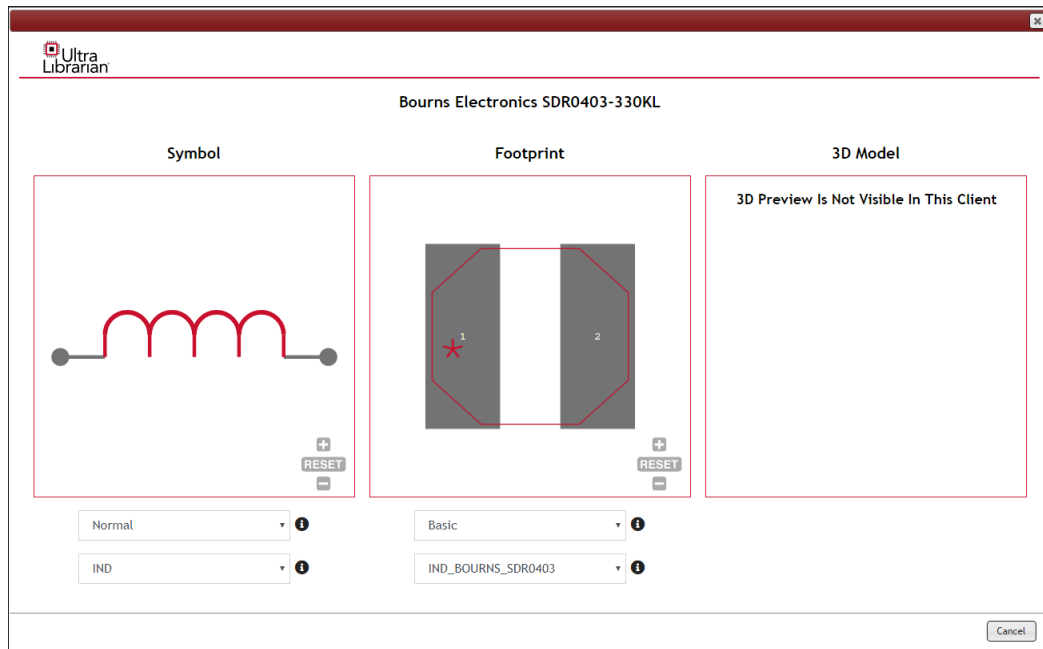 Ultra
Librarian
Bourns Electronics SDR0403-330KL
Symbol
Footprint
3D Model
3D Preview Is Not Visible In This Client
1
2
RESET
RESET
Normal
Basic
IND
IND_BOURNS_SDR0403
Cancel